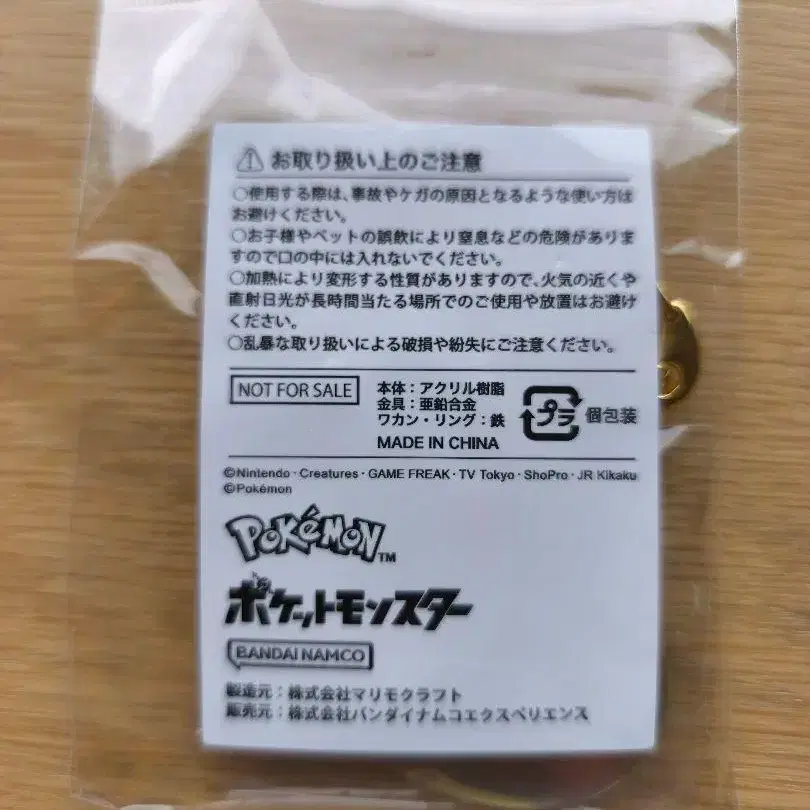 ⚠ お取り扱い上のご注意
○使用する際は、事故やケガの原因となるような使い方は
お避けください。
○お子様やペットの誤飲により窒息などの危険がありま
すので口の中には入れないでください。
○加熱により変形する性質がありますので、火気の近くや
直射日光が長時間当たる場所でのご使用や放置はお避け
ください。
○乱暴な取り扱いによる破損や紛失にご注意ください。
NOT FOR SALE
本体：アクリル樹脂
金具：亜鉛合金
ワカン・リング：鉄
MADE IN CHINA
プラ 個包装
©Nintendo・Creatures・GAME FREAK・TV Tokyo・ShoPro・JR Kikaku
©Pokémon
POKÉMON™
ポケットモンスター
BANDAI NAMCO
製造元：株式会社マリモクラフト
販売元：株式会社バンダイナムコエクスペリエンス